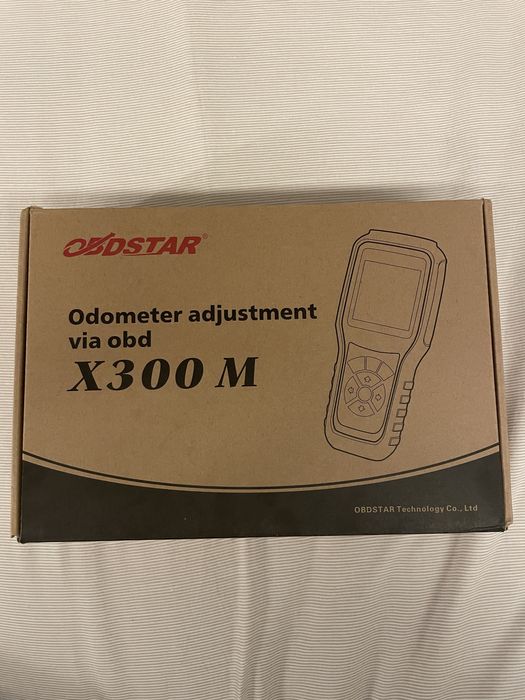 OBDSTAR®
Odometer adjustment
via obd
X300 M
OBDSTAR Technology Co., Ltd